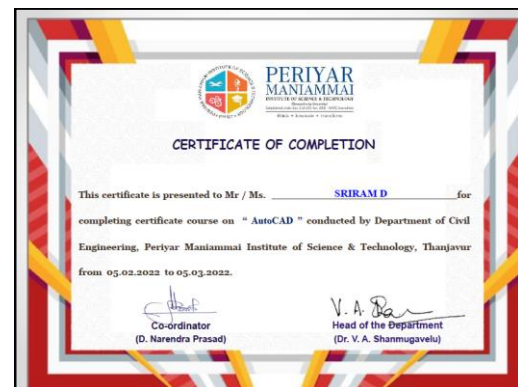 PERIYAR
MANIAMMAI
INSTITUTE OF SCIENCE & TECHNOLOGY
CERTIFICATE OF COMPLETION
This certificate is presented to Mr / Ms. SRIRAM D for
completing certificate course on “ AutoCAD ” conducted by Department of Civil
Engineering, Periyar Maniammai Institute of Science & Technology, Thanjavur
from 05.02.2022 to 05.03.2022.
V. A.
Co-ordinator Head of the Department
(D. Narendra Prasad) (Dr. V. A. Shanmugavelu)